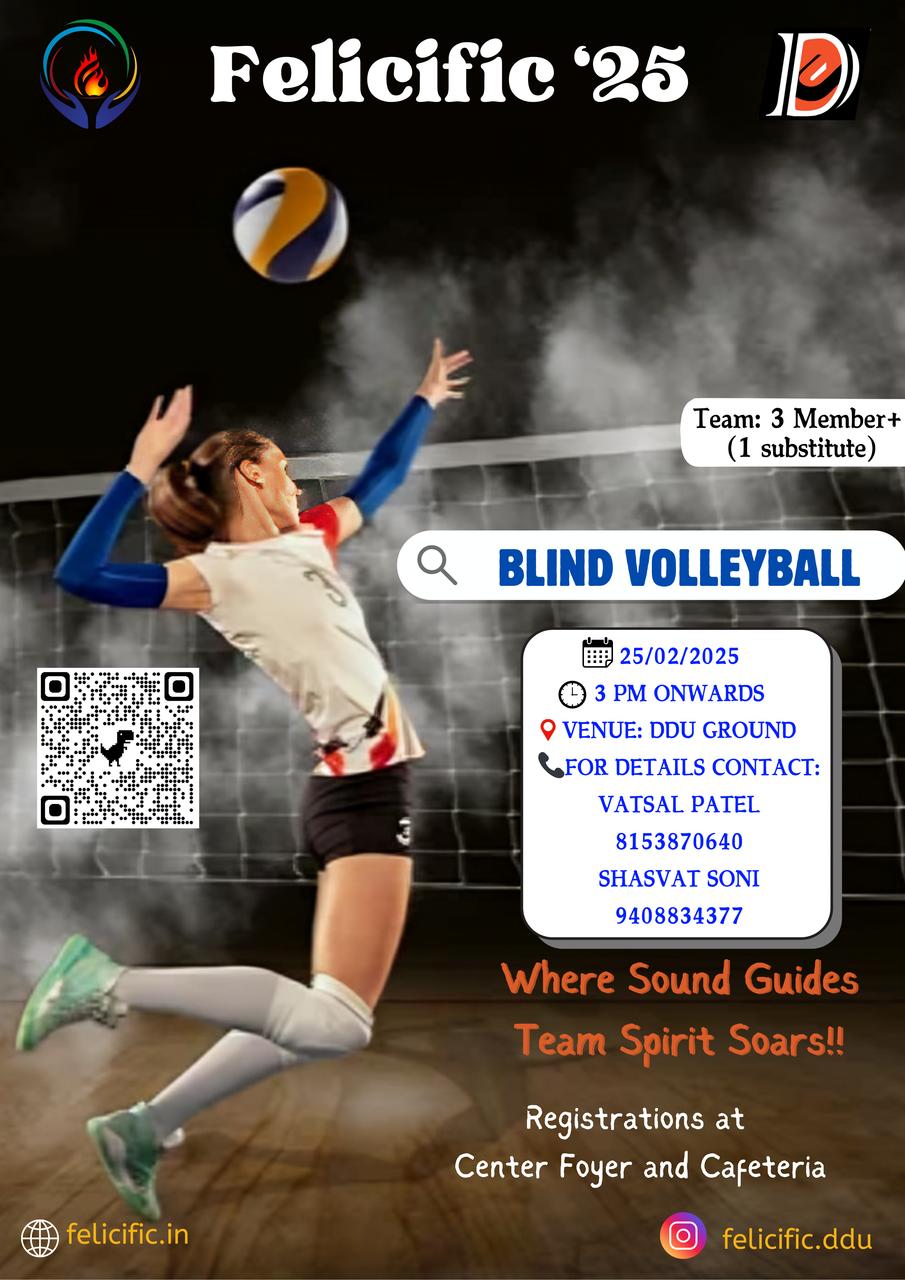 Felicific ‘25
Team: 3 Member+
(1 substitute)
BLIND VOLLEYBALL
25/02/2025
3 PM ONWARDS
VENUE: DDU GROUND
FOR DETAILS CONTACT:
VATSAL PATEL
8153870640
SHASVAT SONI
9408834377
Where Sound Guides
Team Spirit Soars!!
Registrations at
Center Foyer and Cafeteria
felicific.in
felicific.ddu